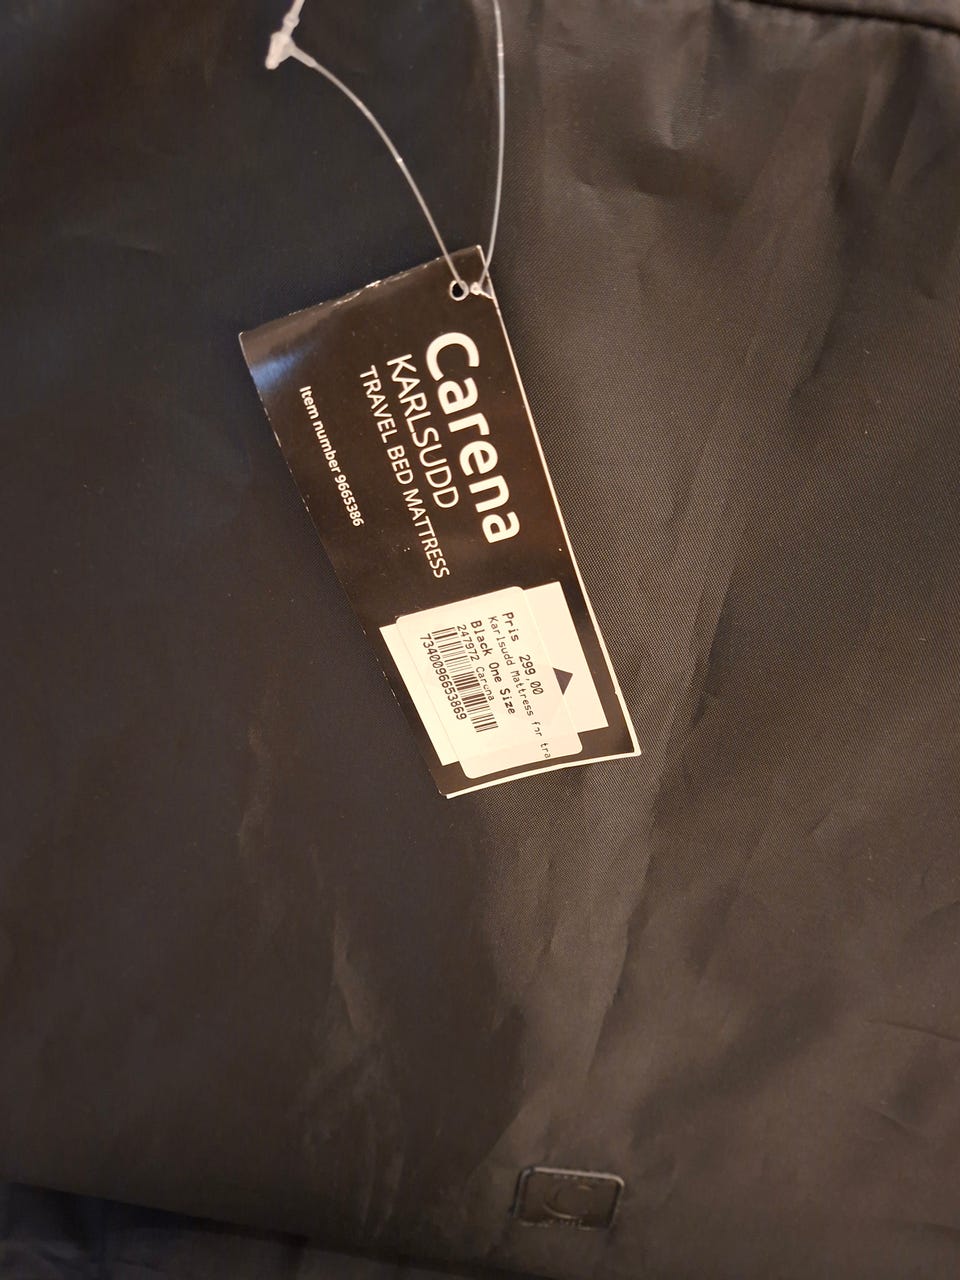 Carena
KARLSUDD
TRAVEL BED MATTRESS
Item number 9665386
Pris 299,00
Karlsudd Mattress for tra
Black One Size
247972 Carena
7340096653869
C